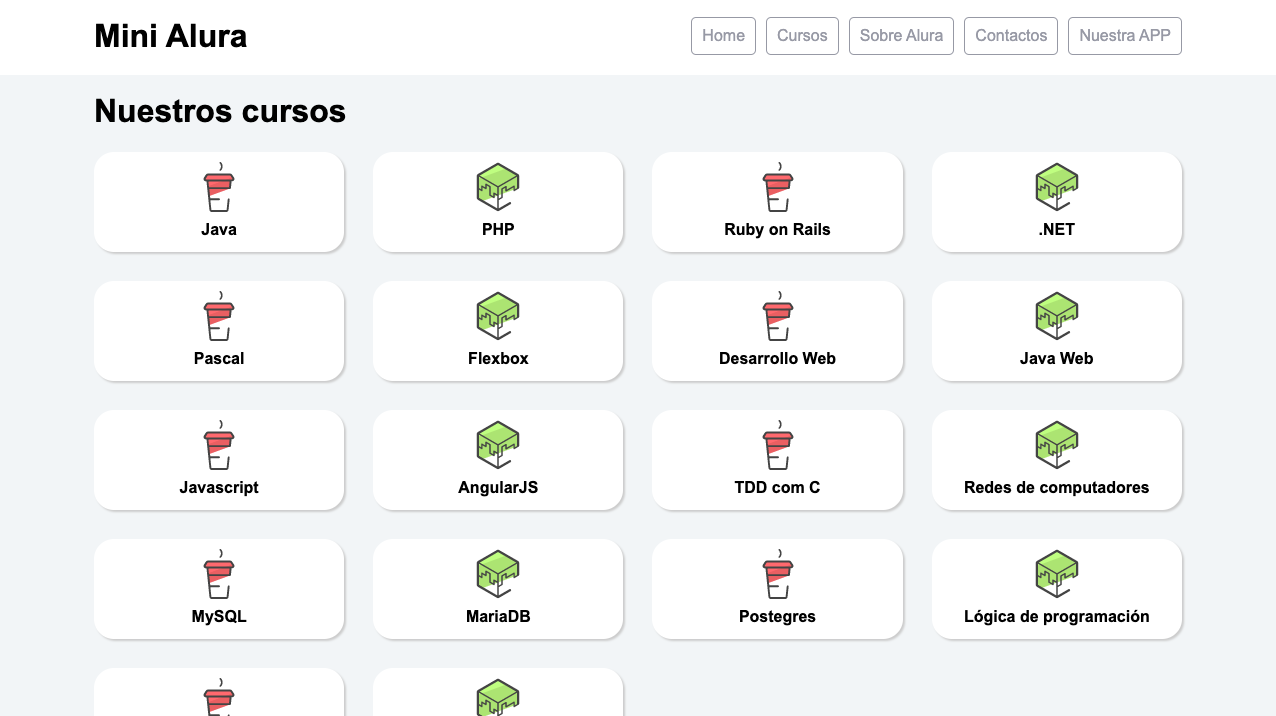 Mini Alura
Home
Cursos
Sobre Alura
Contactos
Nuestra APP
Nuestros cursos
Java
PHP
Ruby on Rails
.NET
Pascal
Flexbox
Desarrollo Web
Java Web
Javascript
AngularJS
TDD com C
Redes de computadores
MySQL
MariaDB
Postegres
Lógica de programación